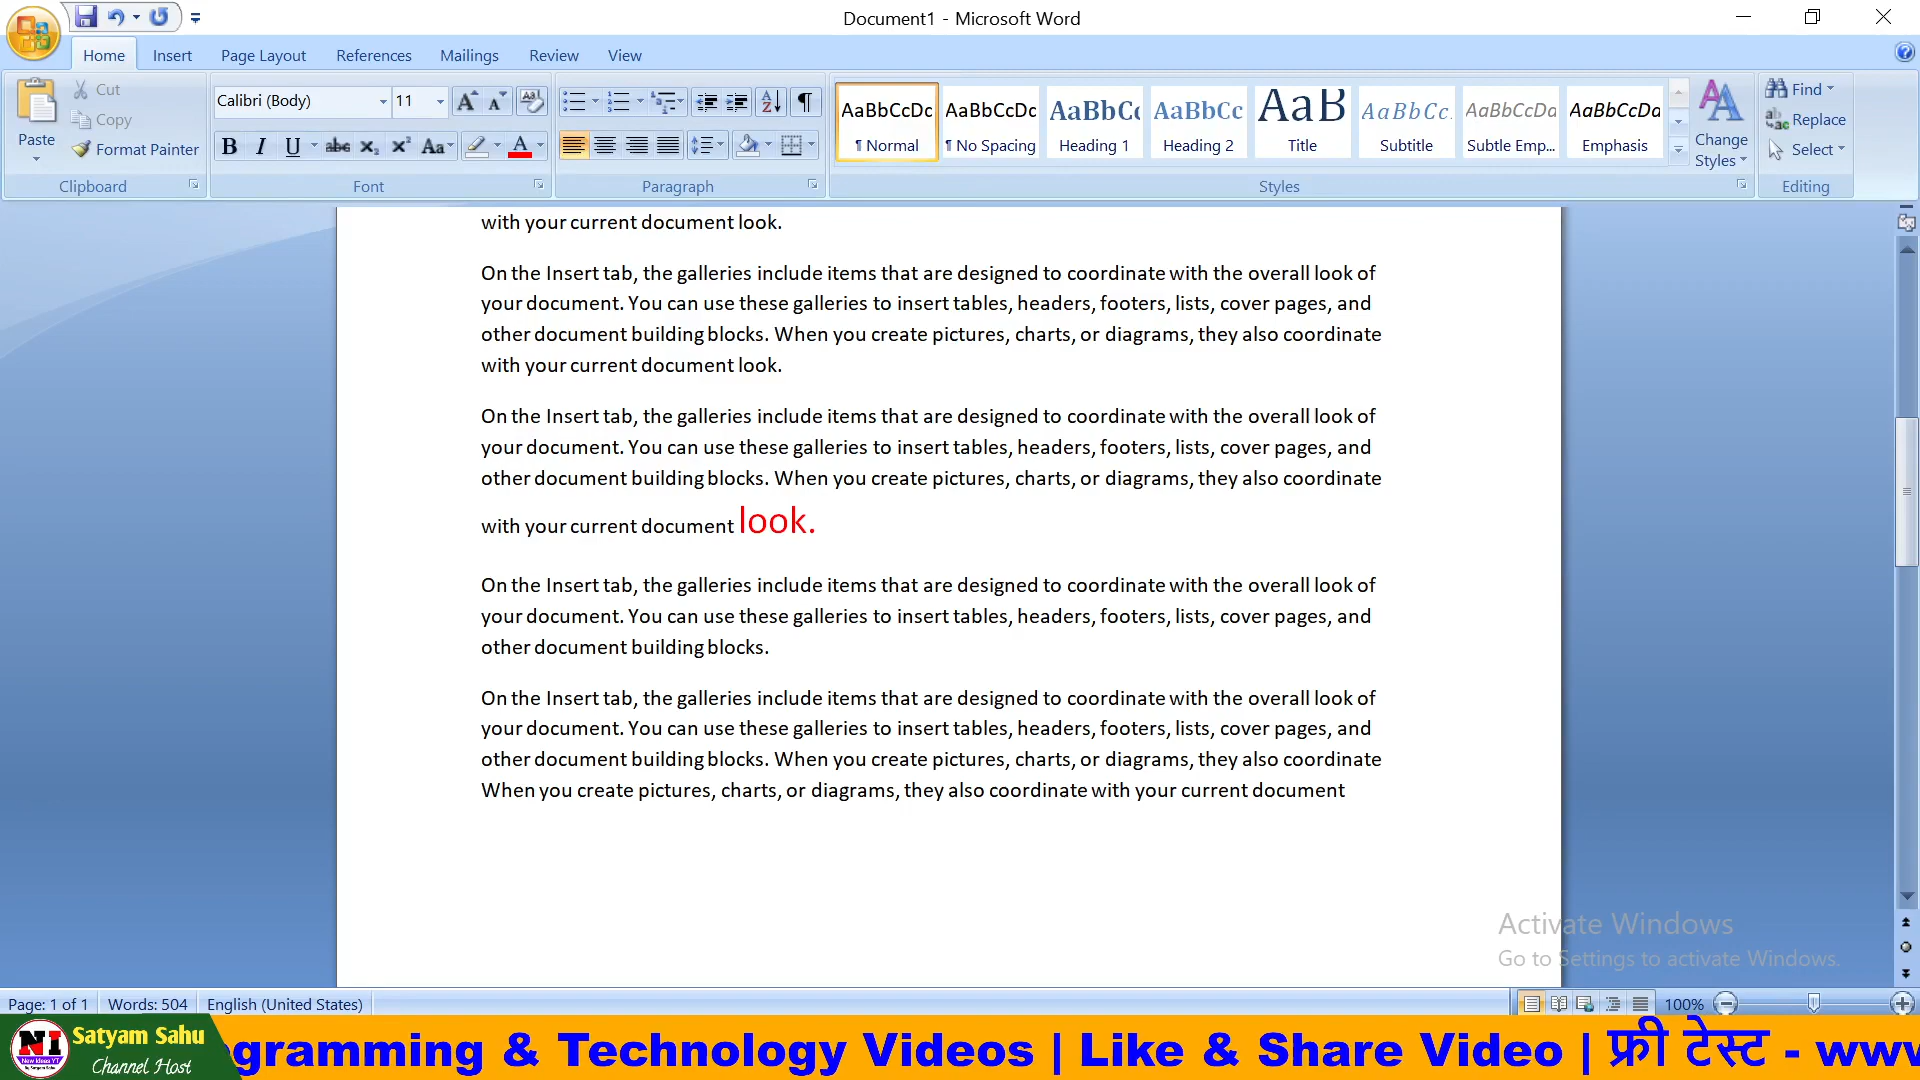 Document1 - Microsoft Word
Home Insert Page Layout References Mailings Review View
Paste
Cut
Copy
Format Painter
Clipboard
Calibri (Body) 11
Font
Paragraph
AaBbCcDc AaBbCcDc AaBbC AaBbCc AaB AaBbCc. AaBbCcDa AaBbCcDa
¶ Normal ¶ No Spacing Heading 1 Heading 2 Title Subtitle Subtle Emp... Emphasis
Change
Styles
Styles
Find
Replace
Select
Editing
with your current document look.
On the Insert tab, the galleries include items that are designed to coordinate with the overall look of
your document. You can use these galleries to insert tables, headers, footers, lists, cover pages, and
other document building blocks. When you create pictures, charts, or diagrams, they also coordinate
with your current document look.
On the Insert tab, the galleries include items that are designed to coordinate with the overall look of
your document. You can use these galleries to insert tables, headers, footers, lists, cover pages, and
other document building blocks. When you create pictures, charts, or diagrams, they also coordinate
with your current document look.
On the Insert tab, the galleries include items that are designed to coordinate with the overall look of
your document. You can use these galleries to insert tables, headers, footers, lists, cover pages, and
other document building blocks.
On the Insert tab, the galleries include items that are designed to coordinate with the overall look of
your document. You can use these galleries to insert tables, headers, footers, lists, cover pages, and
other document building blocks. When you create pictures, charts, or diagrams, they also coordinate
When you create pictures, charts, or diagrams, they also coordinate with your current document
Activate Windows
Go to Settings to activate Windows.
Page: 1 of 1 Words: 504 English (United States) 100%
NI
Satyam Sahu
Channel Host
gramming & Technology Videos | Like & Share Video | फ्री टेस्ट - www